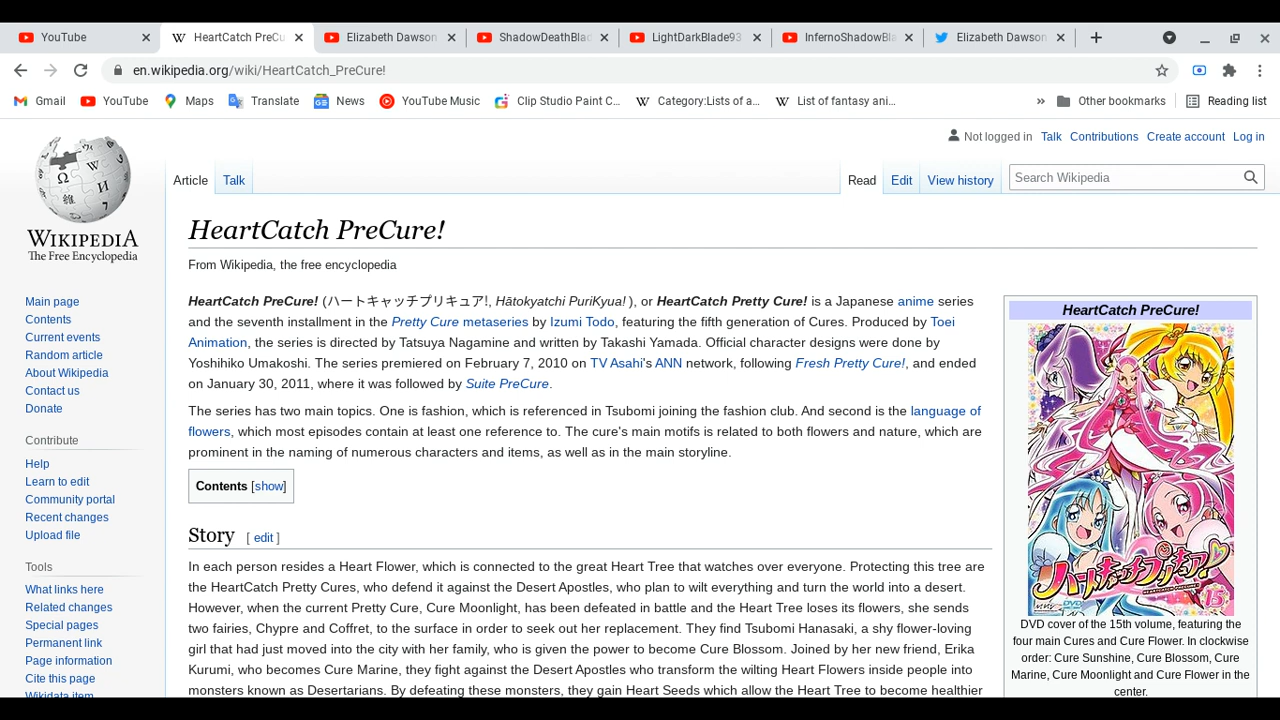 YouTube
HeartCatch PreCu
Elizabeth Dawson
ShadowDeathBla
LightDarkBlade93
InfernoShadowBla
Elizabeth Dawson
en.wikipedia.org/wiki/HeartCatch_PreCure!
Gmail YouTube Maps Translate News YouTube Music Clip Studio Paint C... Category:Lists of a... List of fantasy ani... » Other bookmarks Reading list
Not logged in Talk Contributions Create account Log in
Article Talk Read Edit View history Search Wikipedia
WIKIPEDIA
The Free Encyclopedia
Main page
Contents
Current events
Random article
About Wikipedia
Contact us
Donate
Contribute
Help
Learn to edit
Community portal
Recent changes
Upload file
Tools
What links here
Related changes
Special pages
Permanent link
Page information
Cite this page
Wikidata item
HeartCatch PreCure!
From Wikipedia, the free encyclopedia
HeartCatch PreCure! (ハートキャッチプリキュア!, Hātokyatchi PuriKyua! ), or HeartCatch Pretty Cure! is a Japanese anime series
and the seventh installment in the Pretty Cure metaseries by Izumi Todo, featuring the fifth generation of Cures. Produced by Toei
Animation, the series is directed by Tatsuya Nagamine and written by Takashi Yamada. Official character designs were done by
Yoshihiko Umakoshi. The series premiered on February 7, 2010 on TV Asahi's ANN network, following Fresh Pretty Cure!, and ended
on January 30, 2011, where it was followed by Suite PreCure.
The series has two main topics. One is fashion, which is referenced in Tsubomi joining the fashion club. And second is the language of
flowers, which most episodes contain at least one reference to. The cure's main motifs is related to both flowers and nature, which are
prominent in the naming of numerous characters and items, as well as in the main storyline.
Contents [show]
Story [ edit ]
In each person resides a Heart Flower, which is connected to the great Heart Tree that watches over everyone. Protecting this tree are
the HeartCatch Pretty Cures, who defend it against the Desert Apostles, who plan to wilt everything and turn the world into a desert.
However, when the current Pretty Cure, Cure Moonlight, has been defeated in battle and the Heart Tree loses its flowers, she sends
two fairies, Chypre and Coffret, to the surface in order to seek out her replacement. They find Tsubomi Hanasaki, a shy flower-loving
girl that had just moved into the city with her family, who is given the power to become Cure Blossom. Joined by her new friend, Erika
Kurumi, who becomes Cure Marine, they fight against the Desert Apostles who transform the wilting Heart Flowers inside people into
monsters known as Desertarians. By defeating these monsters, they gain Heart Seeds which allow the Heart Tree to become healthier
HeartCatch PreCure!
ハートキャッチプリキュア!
DVD
15
DVD cover of the 15th volume, featuring the
four main Cures and Cure Flower. In clockwise
order: Cure Sunshine, Cure Blossom, Cure
Marine, Cure Moonlight and Cure Flower in the
center.